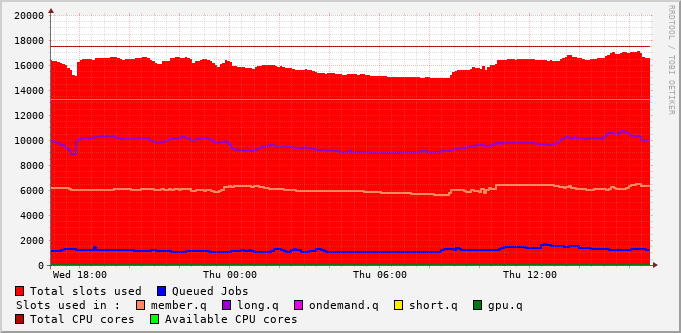 RRDTOOL / TOBI OETIKER
20000
18000
16000
14000
12000
10000
8000
6000
4000
2000
0
Wed 18:00 Thu 00:00 Thu 06:00 Thu 12:00
Total slots used Queued Jobs
Slots used in : member.q long.q ondemand.q short.q gpu.q
Total CPU cores Available CPU cores